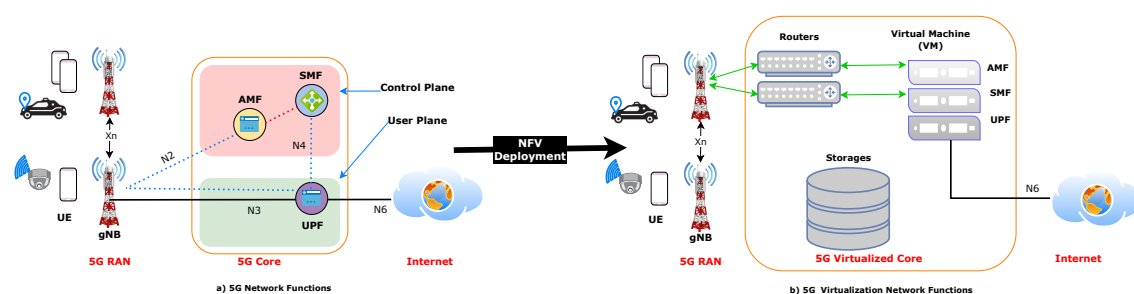 SMF
AMF
Control Plane
User Plane
Xn
N2
N4
UE
gNB
N3
UPF
N6
5G RAN
5G Core
Internet
a) 5G Network Functions
NFV
Deployment
Routers
Virtual Machine
(VM)
AMF
SMF
UPF
Xn
Storages
UE
gNB
N6
5G RAN
5G Virtualized Core
Internet
b) 5G Virtualization Network Functions